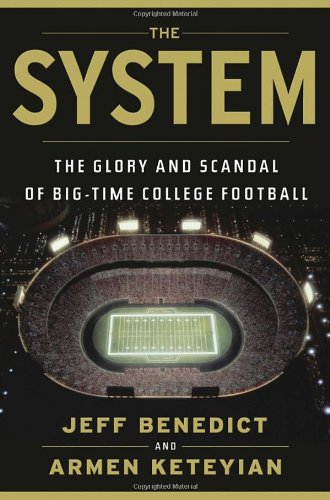 THE
SYSTEM
THE GLORY AND SCANDAL
OF BIG-TIME COLLEGE FOOTBALL
JEFF BENEDICT
AND
ARMEN KETEYIAN